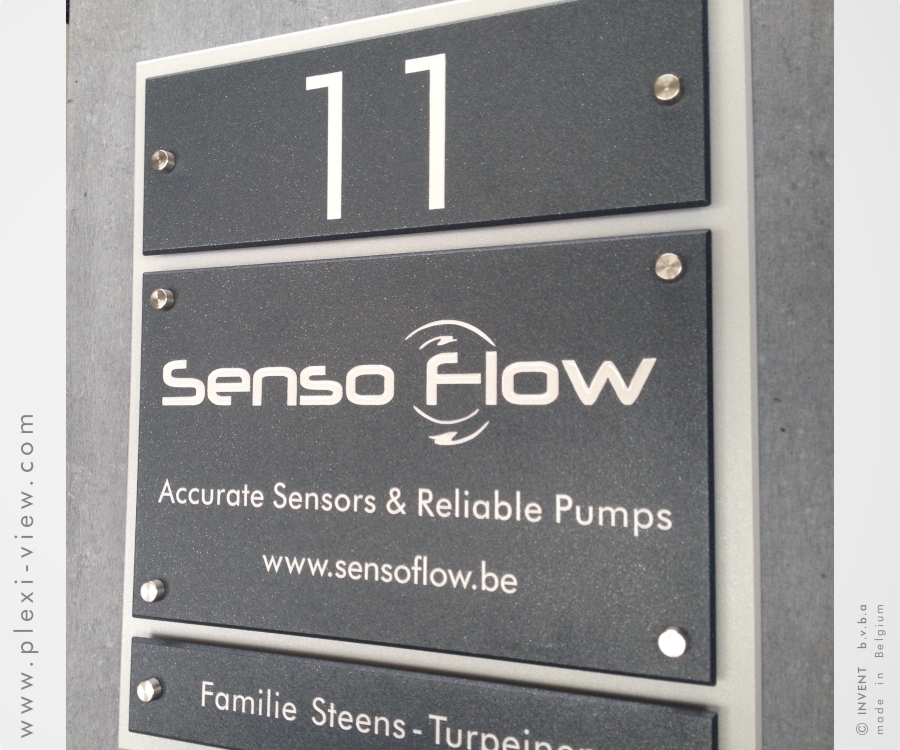 11
Senso Flow
Accurate Sensors & Reliable Pumps
www.sensoflow.be
Familie Steens-Turpeinen
www.plexi-view.com
© INVENT b.v.b.a
made in Belgium